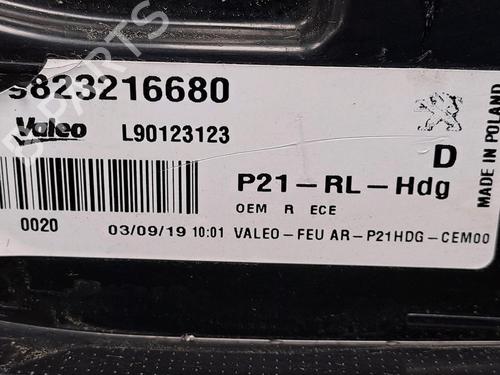 9823216680
Valeo L90123123
D
P21-RL-Hdg
OEM R ECE
0020 03/09/19 10:01 VALEO-FEU AR-P21HDG-CEM00
MADE IN POLAND
B-PARTS